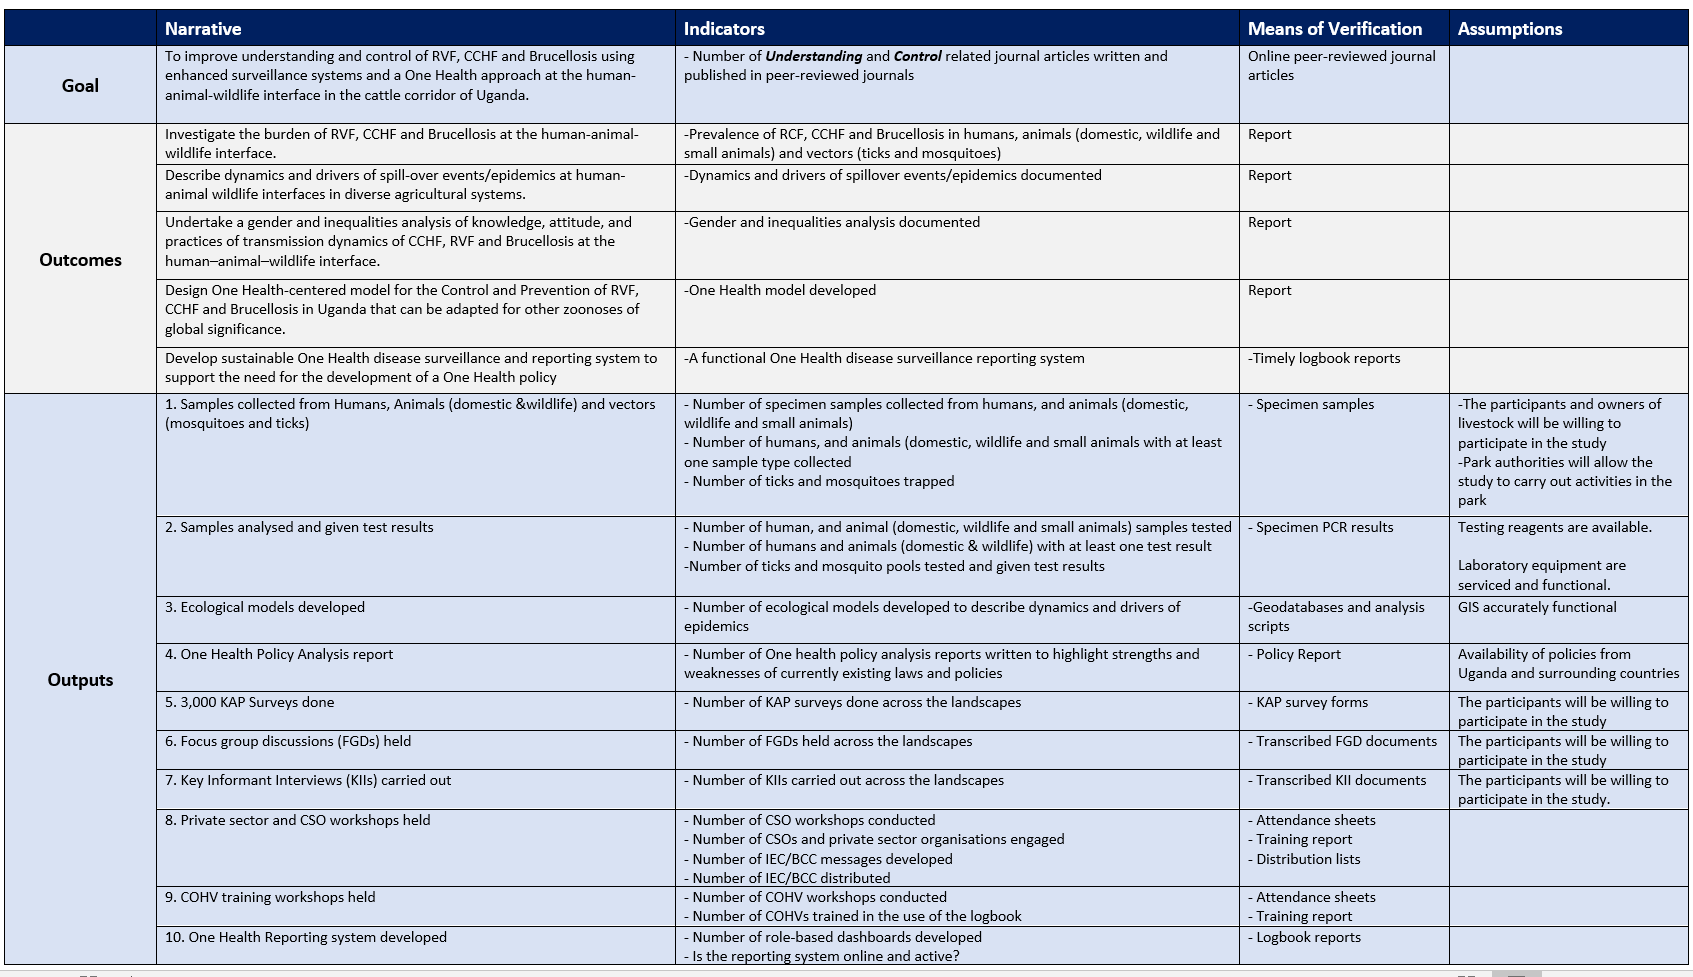 Narrative
Indicators
Means of Verification
Assumptions
Goal
To improve understanding and control of RVF, CCHF and Brucellosis using
enhanced surveillance systems and a One Health approach at the human-
animal-wildlife interface in the cattle corridor of Uganda.
- Number of Understanding and Control related journal articles written and
published in peer-reviewed journals
Online peer-reviewed journal
articles
Outcomes
Investigate the burden of RVF, CCHF and Brucellosis at the human-animal-
wildlife interface.
-Prevalence of RCF, CCHF and Brucellosis in humans, animals (domestic, wildlife and
small animals) and vectors (ticks and mosquitoes)
Report
Describe dynamics and drivers of spill-over events/epidemics at human-
animal wildlife interfaces in diverse agricultural systems.
-Dynamics and drivers of spillover events/epidemics documented
Report
Undertake a gender and inequalities analysis of knowledge, attitude, and
practices of transmission dynamics of CCHF, RVF and Brucellosis at the
human–animal–wildlife interface.
-Gender and inequalities analysis documented
Report
Design One Health-centered model for the Control and Prevention of RVF,
CCHF and Brucellosis in Uganda that can be adapted for other zoonoses of
global significance.
-One Health model developed
Report
Develop sustainable One Health disease surveillance and reporting system to
support the need for the development of a One Health policy
-A functional One Health disease surveillance reporting system
-Timely logbook reports
Outputs
1. Samples collected from Humans, Animals (domestic &wildlife) and vectors
(mosquitoes and ticks)
- Number of specimen samples collected from humans, and animals (domestic,
wildlife and small animals)
- Number of humans, and animals (domestic, wildlife and small animals with at least
one sample type collected
- Number of ticks and mosquitoes trapped
- Specimen samples
-The participants and owners of
livestock will be willing to
participate in the study
-Park authorities will allow the
study to carry out activities in the
park
2. Samples analysed and given test results
- Number of human, and animal (domestic, wildlife and small animals) samples tested
- Number of humans and animals (domestic & wildlife) with at least one test result
-Number of ticks and mosquito pools tested and given test results
- Specimen PCR results
Testing reagents are available.
Laboratory equipment are
serviced and functional.
3. Ecological models developed
- Number of ecological models developed to describe dynamics and drivers of
epidemics
-Geodatabases and analysis
scripts
GIS accurately functional
4. One Health Policy Analysis report
- Number of One health policy analysis reports written to highlight strengths and
weaknesses of currently existing laws and policies
- Policy Report
Availability of policies from
Uganda and surrounding countries
5. 3,000 KAP Surveys done
- Number of KAP surveys done across the landscapes
- KAP survey forms
The participants will be willing to
participate in the study
6. Focus group discussions (FGDs) held
- Number of FGDs held across the landscapes
- Transcribed FGD documents
The participants will be willing to
participate in the study
7. Key Informant Interviews (KIIs) carried out
- Number of KIIs carried out across the landscapes
- Transcribed KII documents
The participants will be willing to
participate in the study.
8. Private sector and CSO workshops held
- Number of CSO workshops conducted
- Number of CSOs and private sector organisations engaged
- Number of IEC/BCC messages developed
- Number of IEC/BCC distributed
- Attendance sheets
- Training report
- Distribution lists
9. COHV training workshops held
- Number of COHV workshops conducted
- Number of COHVs trained in the use of the logbook
- Attendance sheets
- Training report
10. One Health Reporting system developed
- Number of role-based dashboards developed
- Is the reporting system online and active?
- Logbook reports